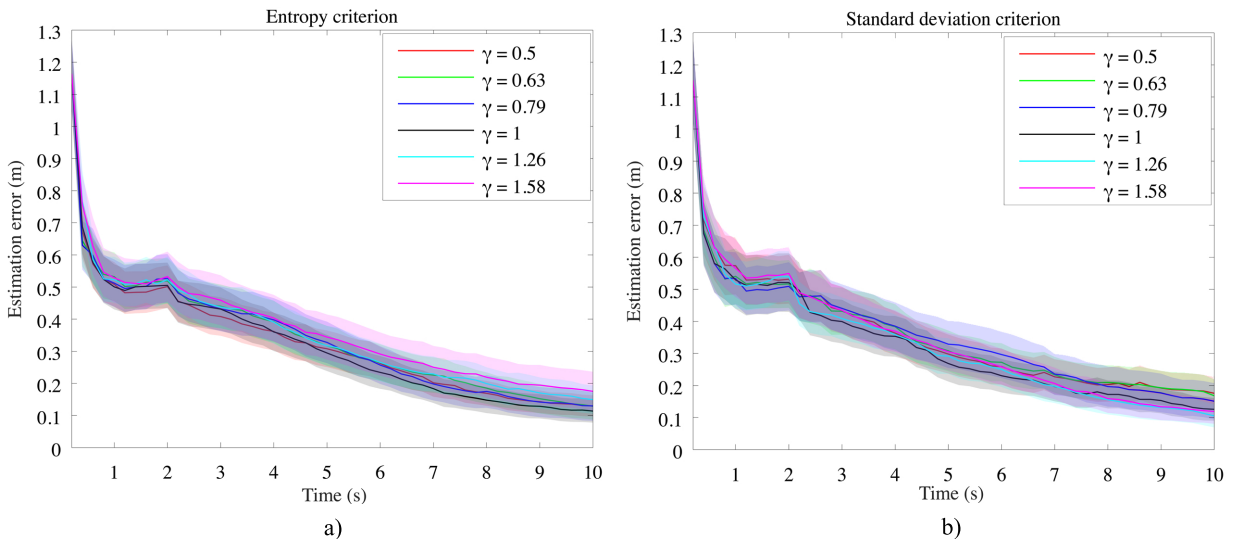 Entropy criterion
1.3
1.2
1.1
1
0.9
0.8
0.7
0.6
0.5
0.4
0.3
0.2
0.1
0
Estimation error (m)
γ = 0.5
γ = 0.63
γ = 0.79
γ = 1
γ = 1.26
γ = 1.58
1 2 3 4 5 6 7 8 9 10
Time (s)
a)
Standard deviation criterion
1.3
1.2
1.1
1
0.9
0.8
0.7
0.6
0.5
0.4
0.3
0.2
0.1
0
Estimation error (m)
γ = 0.5
γ = 0.63
γ = 0.79
γ = 1
γ = 1.26
γ = 1.58
1 2 3 4 5 6 7 8 9 10
Time (s)
b)